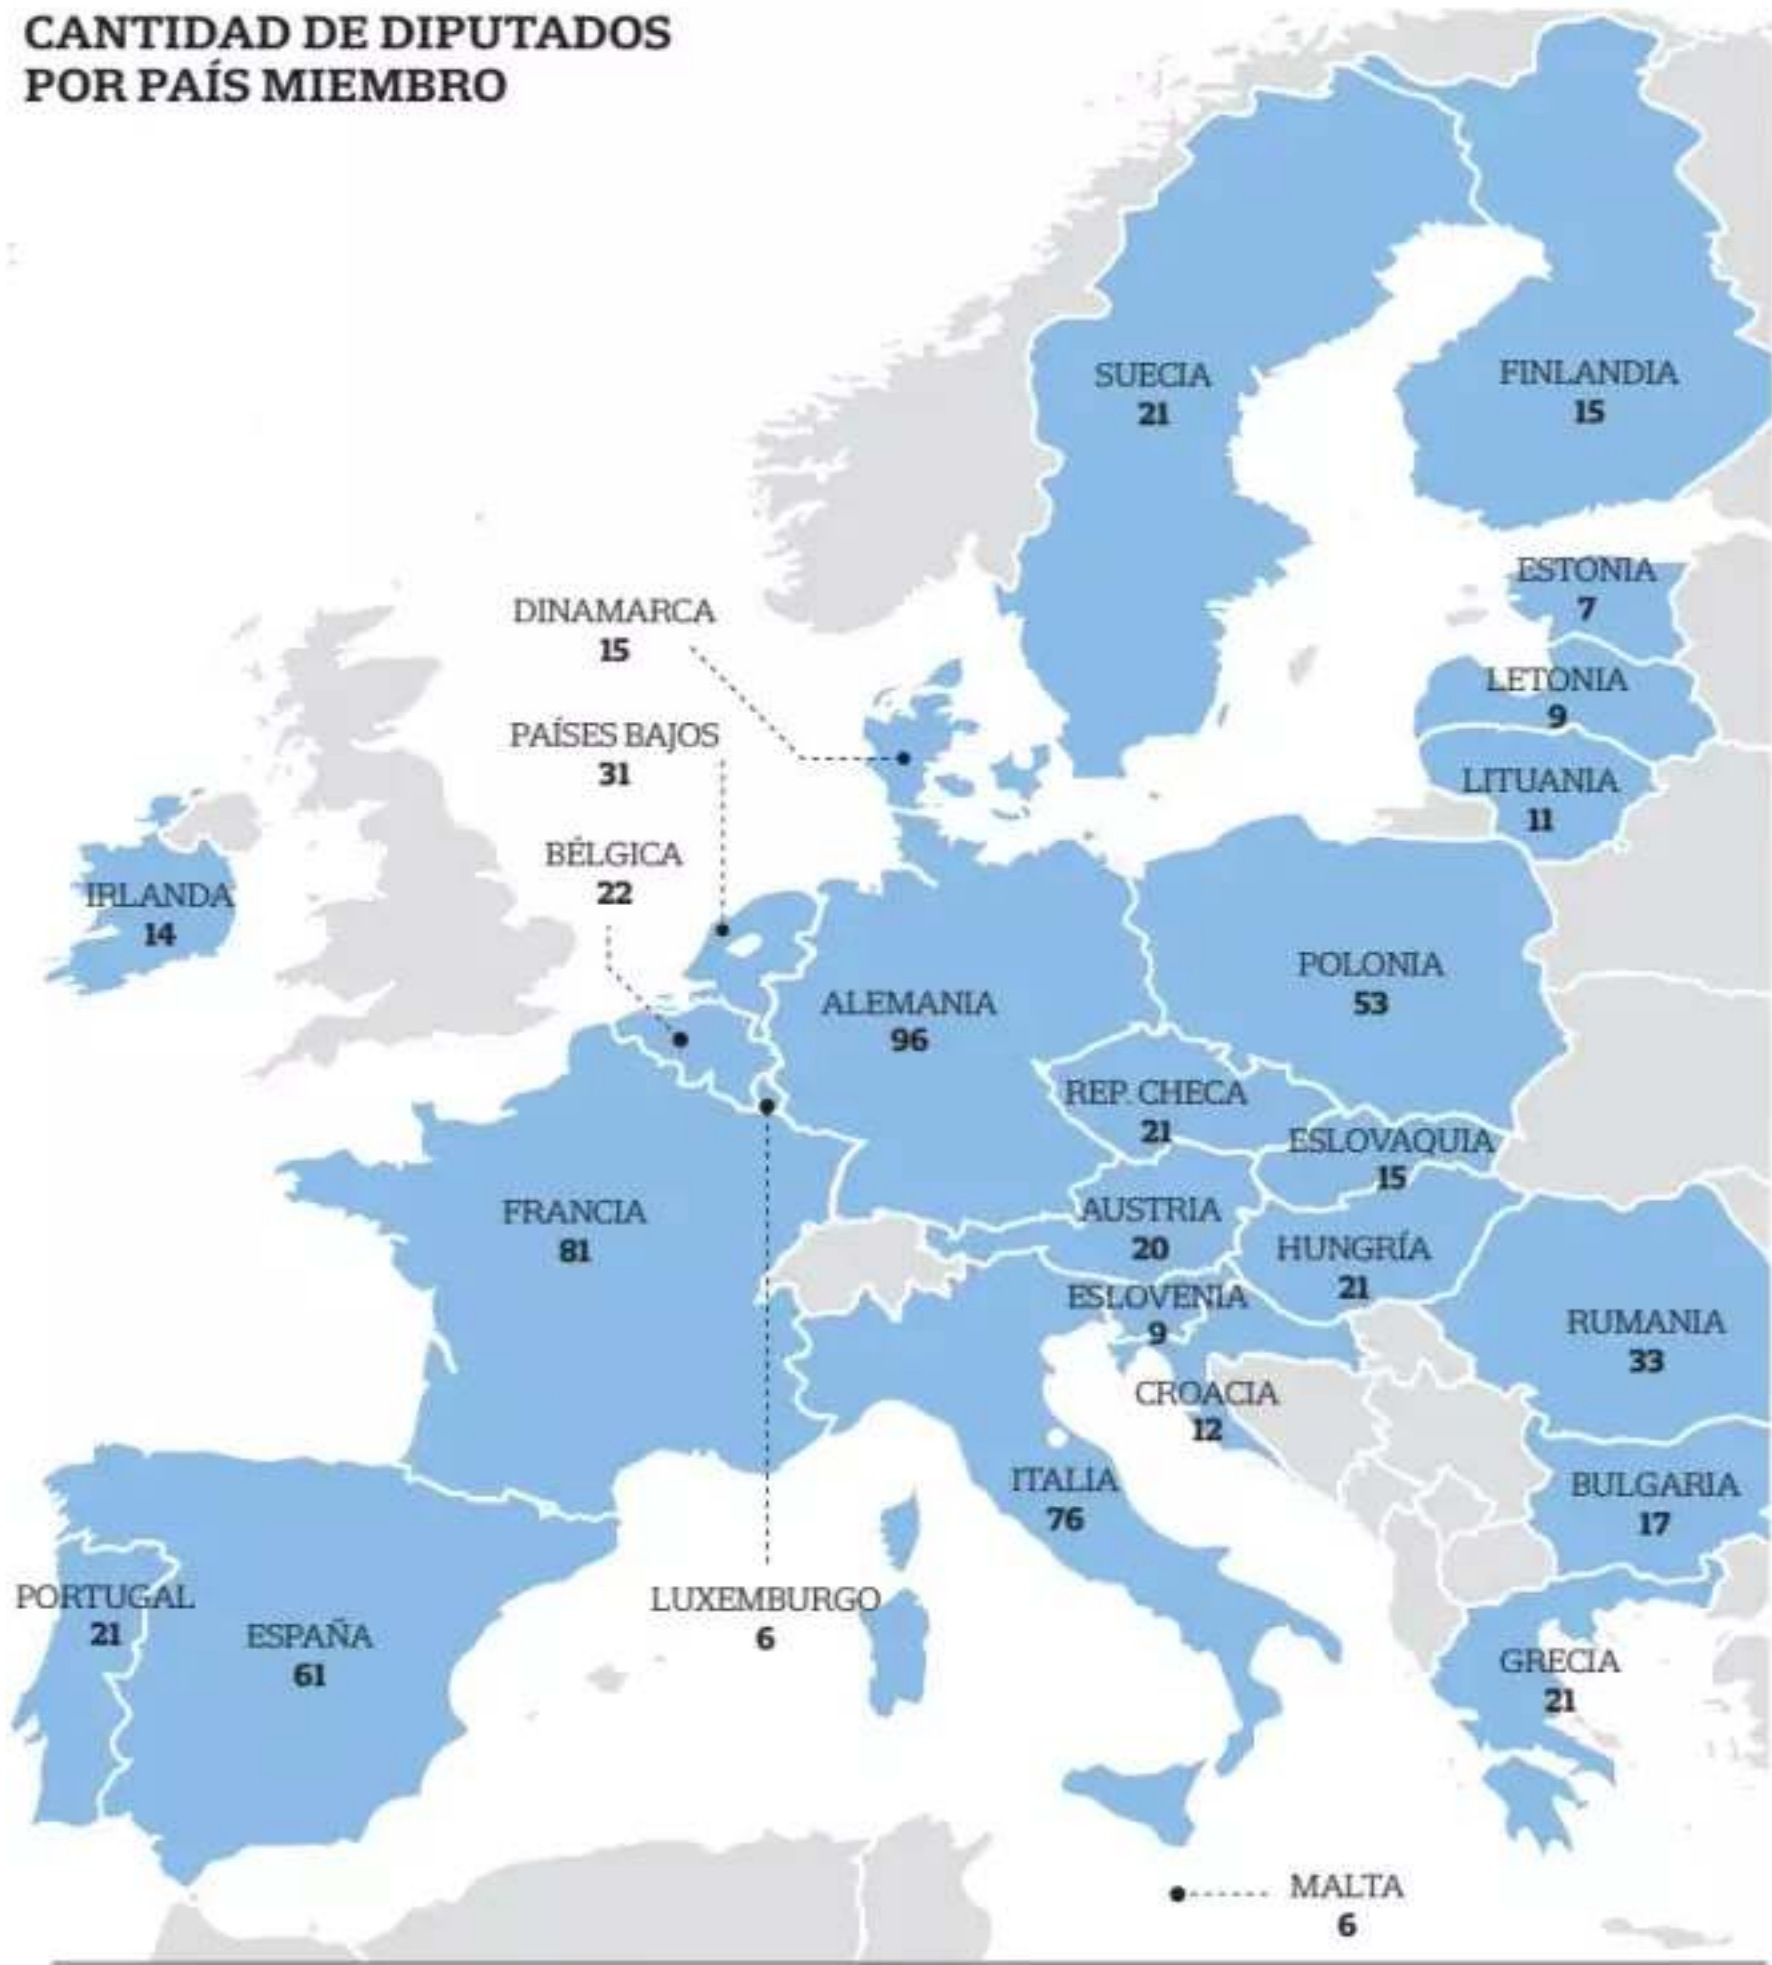 CANTIDAD DE DIPUTADOS
POR PAÍS MIEMBRO
SUECIA
21
FINLANDIA
15
ESTONIA
7
DINAMARCA
15
LETONIA
9
PAÍSES BAJOS
31
LITUANIA
11
BÉLGICA
22
IRLANDA
14
POLONIA
53
ALEMANIA
96
REP. CHECA
21
ESLOVAQUIA
15
FRANCIA
81
AUSTRIA
20
HUNGRÍA
21
ESLOVENIA
9
RUMANIA
33
CROACIA
12
ITALIA
76
BULGARIA
17
PORTUGAL
21
LUXEMBURGO
6
ESPAÑA
61
GRECIA
21
MALTA
6